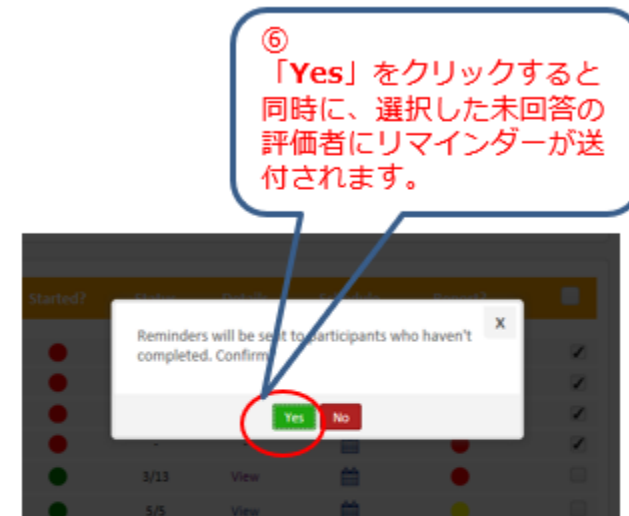 ⑥
「Yes」をクリックすると
同時に、選択した未回答の
評価者にリマインダーが送
付されます。
Started?
Reminders will be sent to participants who haven't
completed. Confirm
X
Yes No
- -
3/13 View
5/5 View